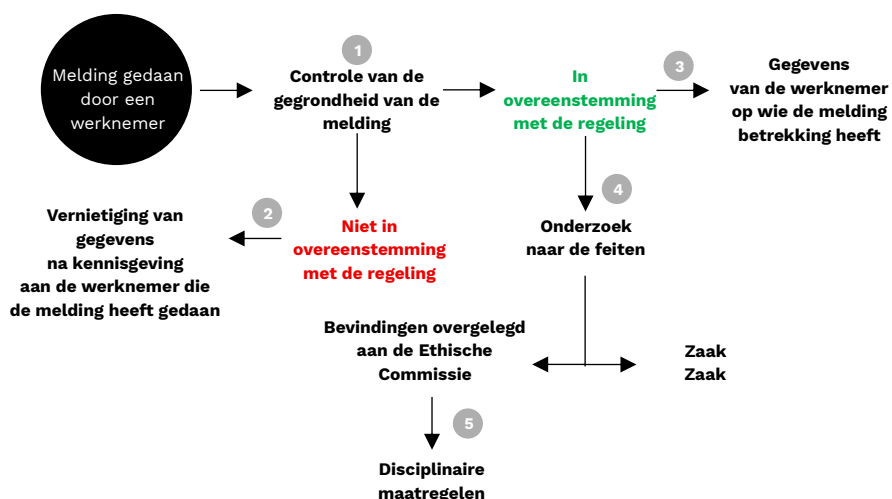 Melding gedaan
door een
werknemer
1
Controle van de
gegrondheid van de
melding
In
overeenstemming
met de regeling
3
Gegevens
van de werknemer
op wie de melding
betrekking heeft
2
Vernietiging van
gegevens
na kennisgeving
aan de werknemer die
de melding heeft gedaan
Niet in
overeenstemming
met de regeling
4
Onderzoek
naar de feiten
Bevindingen overgelegd
aan de Ethische
Commissie
Zaak
Zaak
5
Disciplinaire
maatregelen